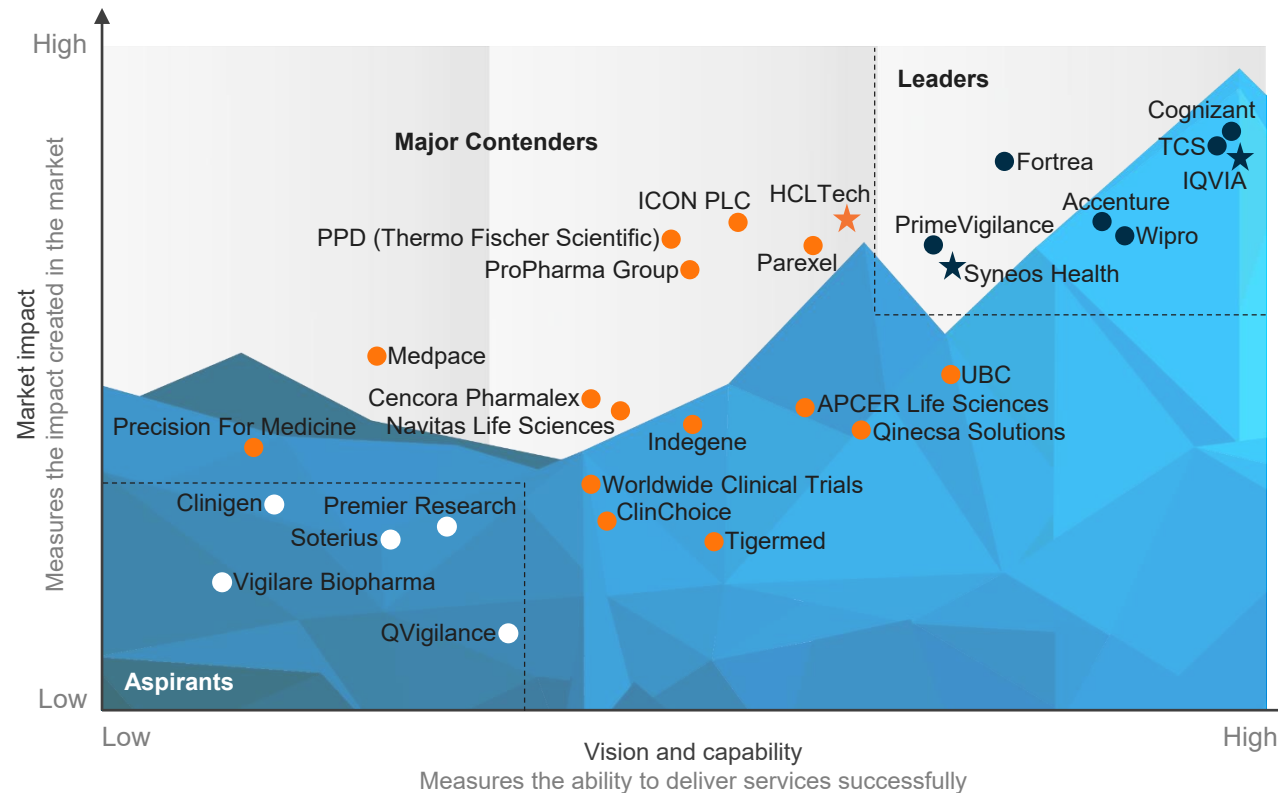 High
Leaders
Cognizant
Major Contenders
TCS
Fortrea
IQVIA
HCLTech
ICON PLC
Accenture
PrimeVigilance
PPD (Thermo Fischer Scientific)
Wipro
Parexel
ProPharma Group
Syneos Health
Market impact
Measures the impact created in the market
Medpace
UBC
Cencora Pharmalex
APCER Life Sciences
Navitas Life Sciences
Precision For Medicine
Qinecsa Solutions
Indegene
Worldwide Clinical Trials
Clinigen
Premier Research
ClinChoice
Soterius
Tigermed
Vigilare Biopharma
QVigilance
Aspirants
Low
Low
High
Vision and capability
Measures the ability to deliver services successfully